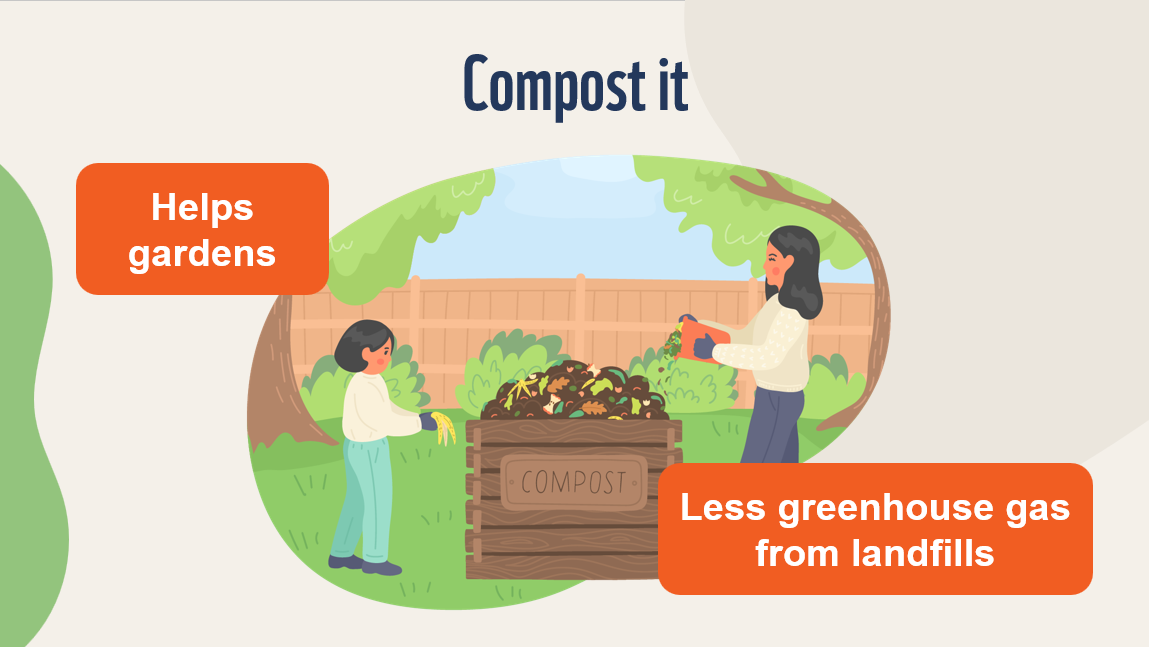 Compost it
Helps
gardens
COMPOST
Less greenhouse gas
from landfills